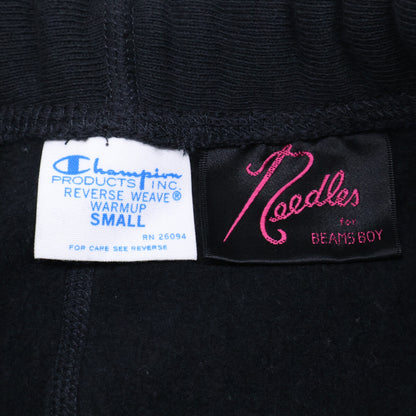 Champion
PRODUCTS INC.
REVERSE WEAVE®
WARMUP
SMALL
RN 26094
FOR CARE SEE REVERSE
Needles
for
BEAMS BOY